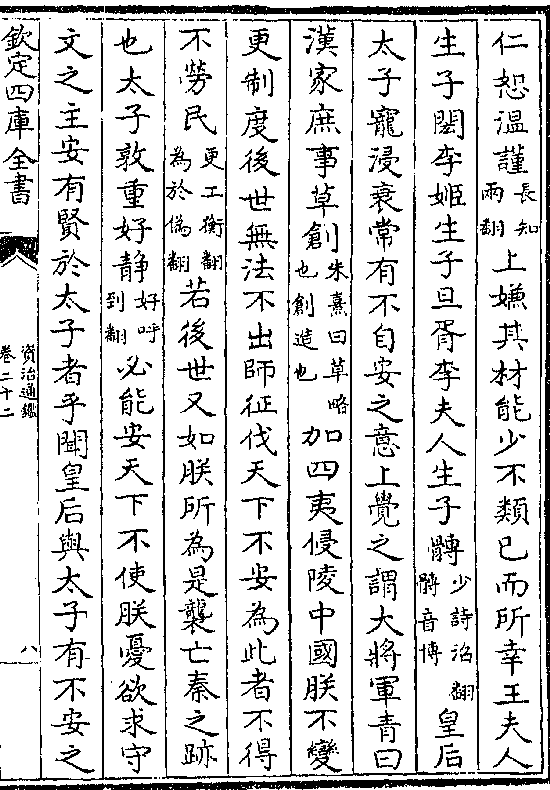 仁恕温謹長知兩翻上嫌其材能少不類已而所幸王夫人
生子閎李姬生子旦胥李夫人生子髆少詩沼翻髆音博皇后
太子寵浸衰常有不自安之意上覺之謂大將軍青曰
漢家庶事草創朱熹曰草略也創造也加四夷侵陵中國朕不變
更制度後世無法不出師征伐天下不安為此者不得
不勞民更工衡翻為於偽翻若後世又如朕所為是襲亡秦之跡
也太子敦重好静好呼到翻必能安天下不使朕憂欲求守
文之主安有賢於太子者乎聞皇后與太子有不安之
欽定四庫全書
資治通鑑
卷二十二
八